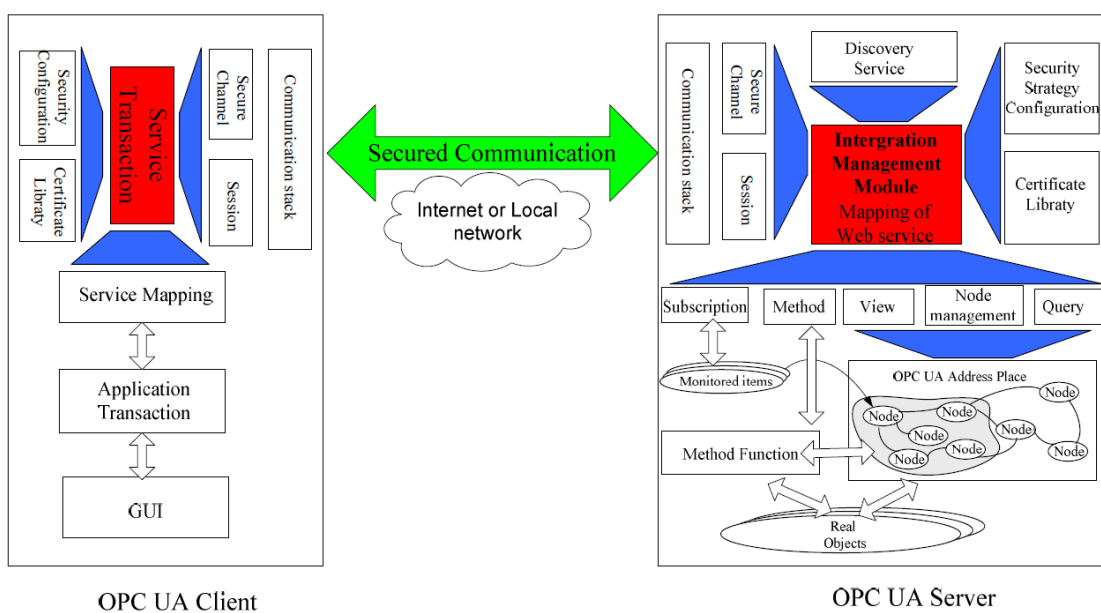 Security
Configuration
Certificate
Libraty
Service
Transaction
Secure
Channel
Session
Communication stack
Service Mapping
Application
Transaction
GUI
OPC UA Client
Secured Communication
Internet or Local
network
Communication stack
Secure
Channel
Session
Discovery
Service
Intergration
Management
Module
Mapping of
Web service
Security
Strategy
Configuration
Certificate
Libraty
Subscription
Method
View
Node
management
Query
Monitored items
OPC UA Address Place
Node
Node
Node
Node
Node
Node
Node
Node
Method Function
Real
Objects
OPC UA Server